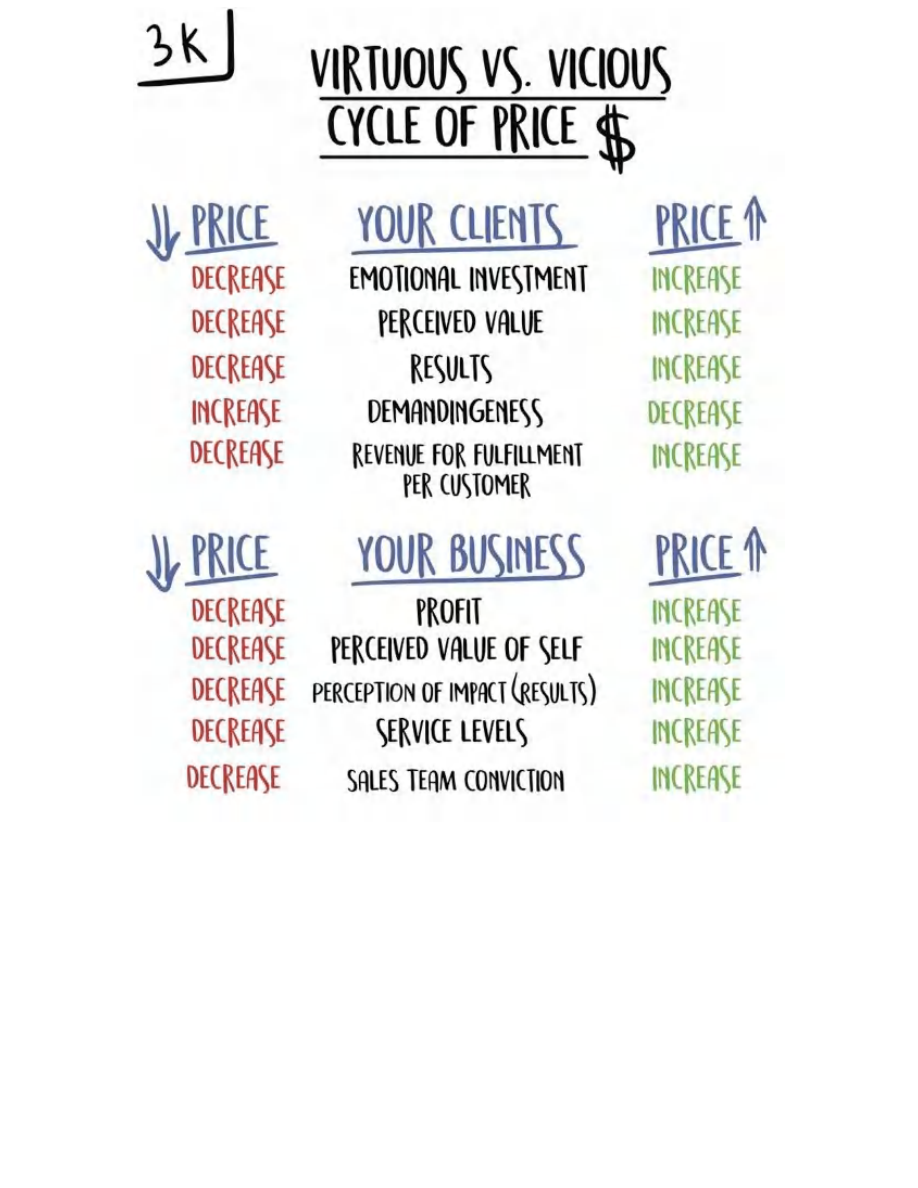 3K
VIRTUOUS VS. VICIOUS
CYCLE OF PRICE $
↓ PRICE YOUR CLIENTS PRICE ↑
DECREASE EMOTIONAL INVESTMENT INCREASE
DECREASE PERCEIVED VALUE INCREASE
DECREASE RESULTS INCREASE
INCREASE DEMANDINGENESS DECREASE
DECREASE REVENUE FOR FULFILLMENT INCREASE
PER CUSTOMER
↓ PRICE YOUR BUSINESS PRICE ↑
DECREASE PROFIT INCREASE
DECREASE PERCEIVED VALUE OF SELF INCREASE
DECREASE PERCEPTION OF IMPACT (RESULTS) INCREASE
DECREASE SERVICE LEVELS INCREASE
DECREASE SALES TEAM CONVICTION INCREASE